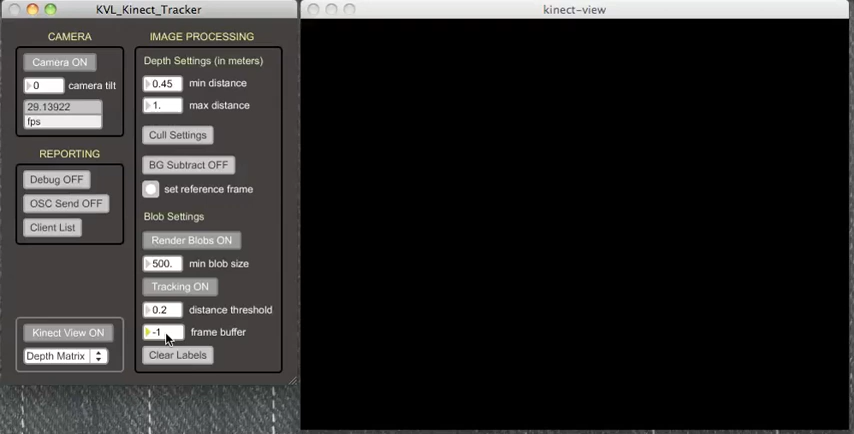 KVL_Kinect_Tracker
CAMERA
Camera ON
0 camera tilt
29.13922
fps
REPORTING
Debug OFF
OSC Send OFF
Client List
Kinect View ON
Depth Matrix
IMAGE PROCESSING
Depth Settings (in meters)
0.45 min distance
1. max distance
Cull Settings
BG Subtract OFF
set reference frame
Blob Settings
Render Blobs ON
500. min blob size
Tracking ON
0.2 distance threshold
-1 frame buffer
Clear Labels
kinect-view